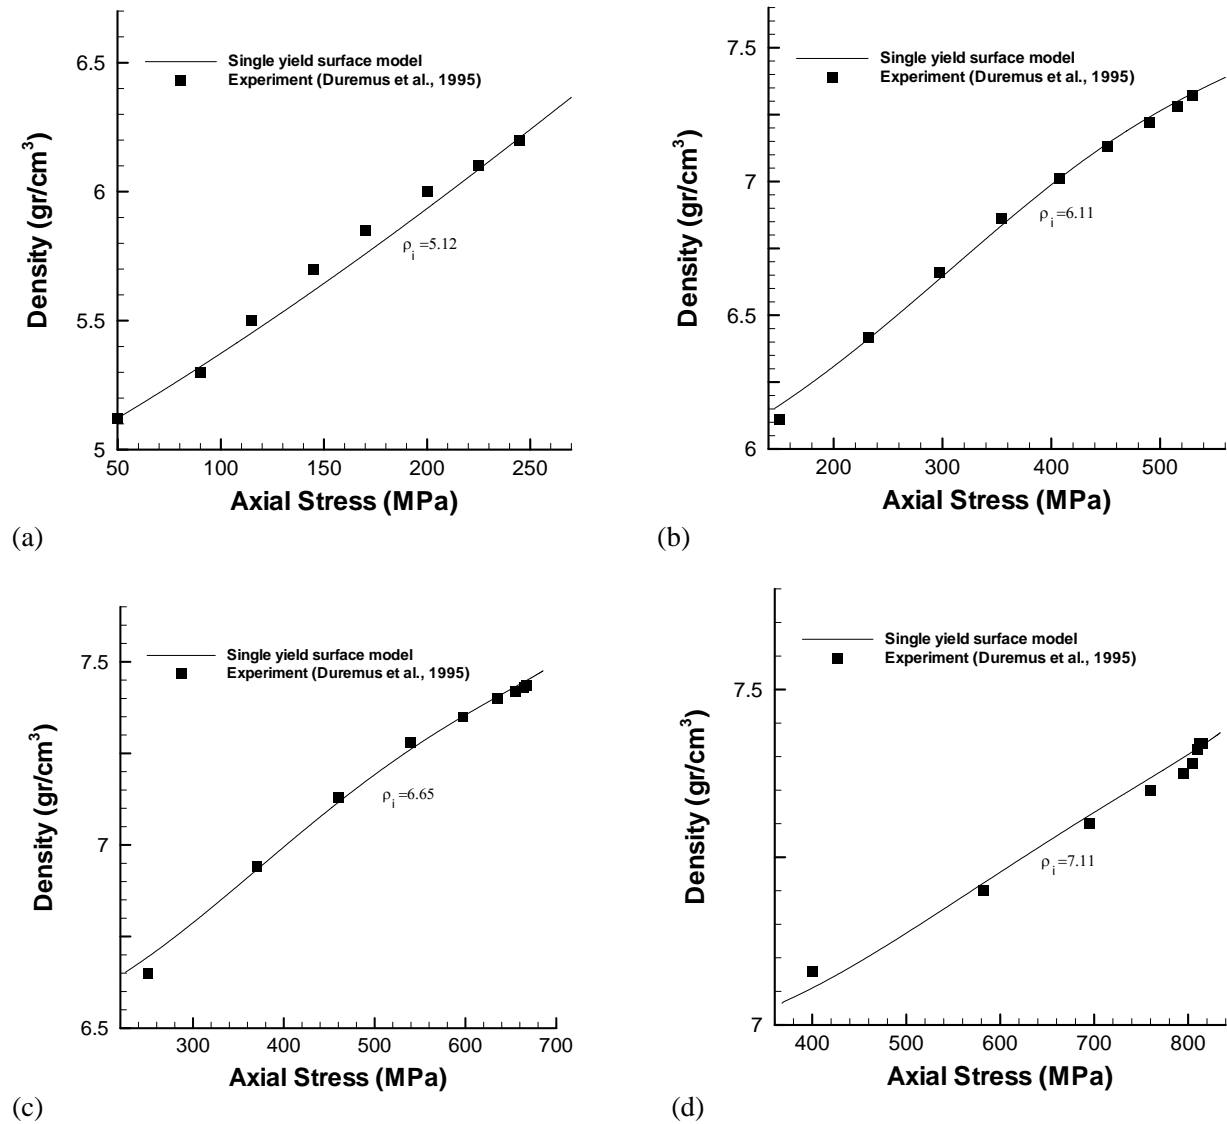 Single yield surface model
Experiment (Duremus et al., 1995)
6.5
6
5.5
5
Density (gr/cm³)
ρi=5.12
50 100 150 200 250
Axial Stress (MPa)
(a)
Single yield surface model
Experiment (Duremus et al., 1995)
7.5
7
6.5
6
Density (gr/cm³)
ρi=6.11
200 300 400 500
Axial Stress (MPa)
(b)
Single yield surface model
Experiment (Duremus et al., 1995)
7.5
7
6.5
Density (gr/cm³)
ρi=6.65
300 400 500 600 700
Axial Stress (MPa)
(c)
Single yield surface model
Experiment (Duremus et al., 1995)
7.5
7
Density (gr/cm³)
ρi=7.11
400 500 600 700 800
Axial Stress (MPa)
(d)